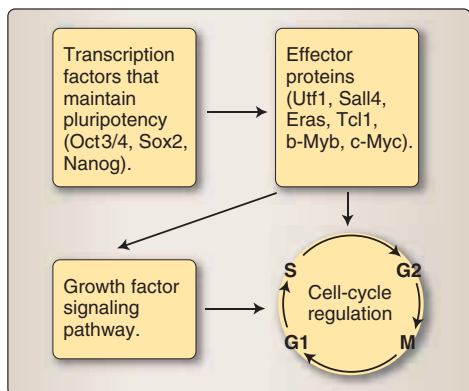 Transcription
factors that
maintain
pluripotency
(Oct3/4, Sox2,
Nanog).
Effector
proteins
(Utf1, Sall4,
Eras, Tcl1,
b-Myb, c-Myc).
Growth factor
signaling
pathway.
S
G2
Cell-cycle
regulation
G1
M